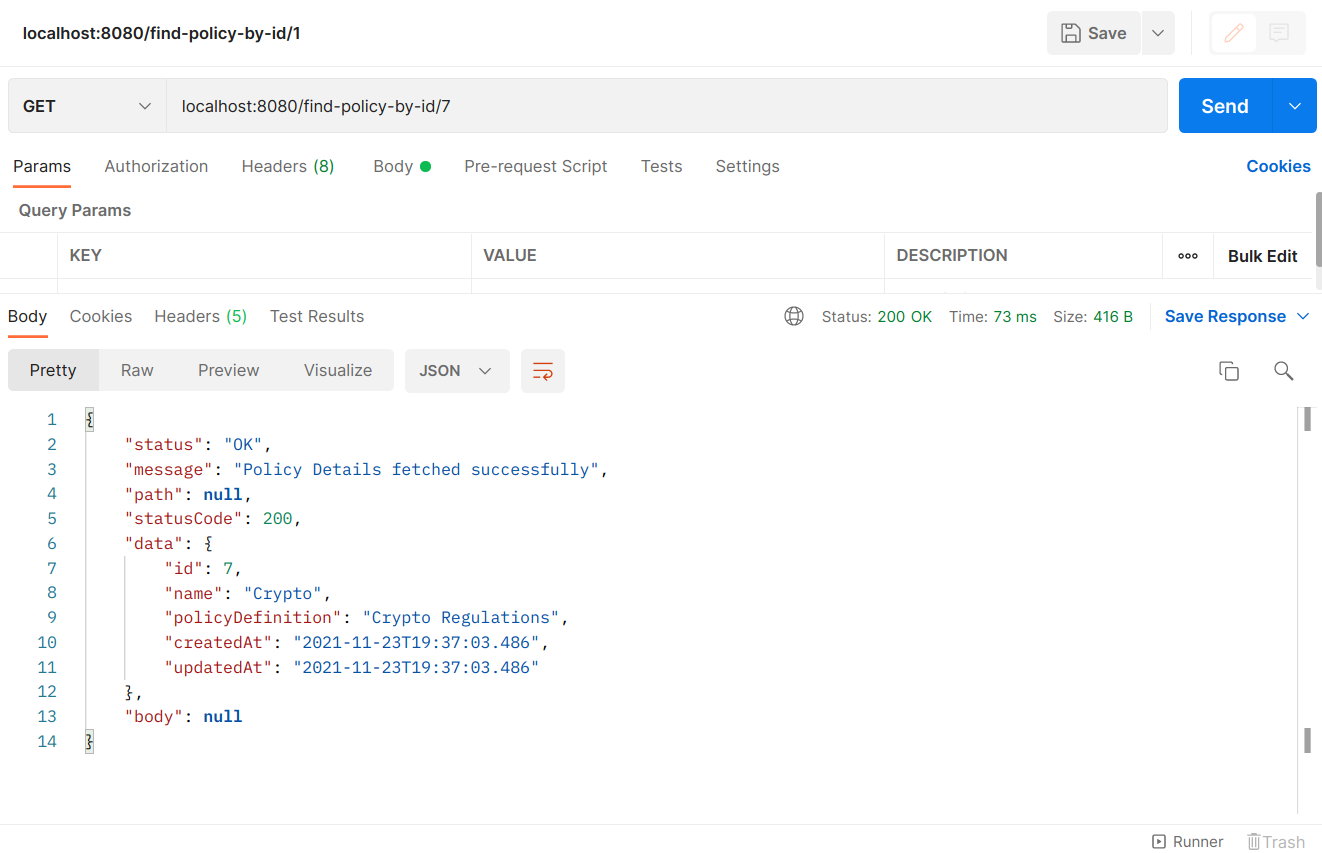 localhost:8080/find-policy-by-id/1
Save
GET
localhost:8080/find-policy-by-id/7
Send
Params Authorization Headers (8) Body Pre-request Script Tests Settings Cookies
Query Params
KEY VALUE DESCRIPTION ooo Bulk Edit
Body Cookies Headers (5) Test Results Status: 200 OK Time: 73 ms Size: 416 B Save Response
Pretty Raw Preview Visualize JSON
1 {
2 "status": "OK",
3 "message": "Policy Details fetched successfully",
4 "path": null,
5 "statusCode": 200,
6 "data": {
7 "id": 7,
8 "name": "Crypto",
9 "policyDefinition": "Crypto Regulations",
10 "createdAt": "2021-11-23T19:37:03.486",
11 "updatedAt": "2021-11-23T19:37:03.486"
12 },
13 "body": null
14 }
Runner Trash